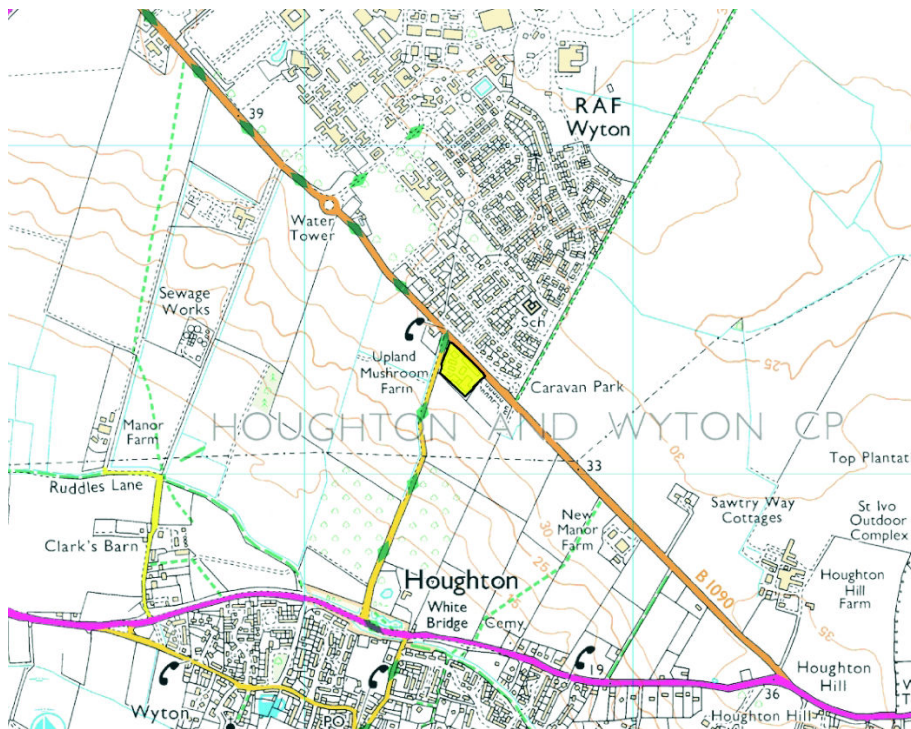 RAF
Wyton
39
Water
Tower
Sewage
Works
Sch
Upland
Mushroom
Farm
Caravan Park
25
HOUGHTON AND WYTON CP
Manor
Farm
30
33
Top Plantat
Ruddles Lane
Sawtry Way
Cottages
St Ivo
Outdoor
Complex
New
Manor
Farm
Clark's Barn
30
25
15
B 1090
Houghton
Hill Farm
Houghton
White
Bridge
Cemy
35
19
Houghton
Hill
36
Wyton
PO
Houghton Hill